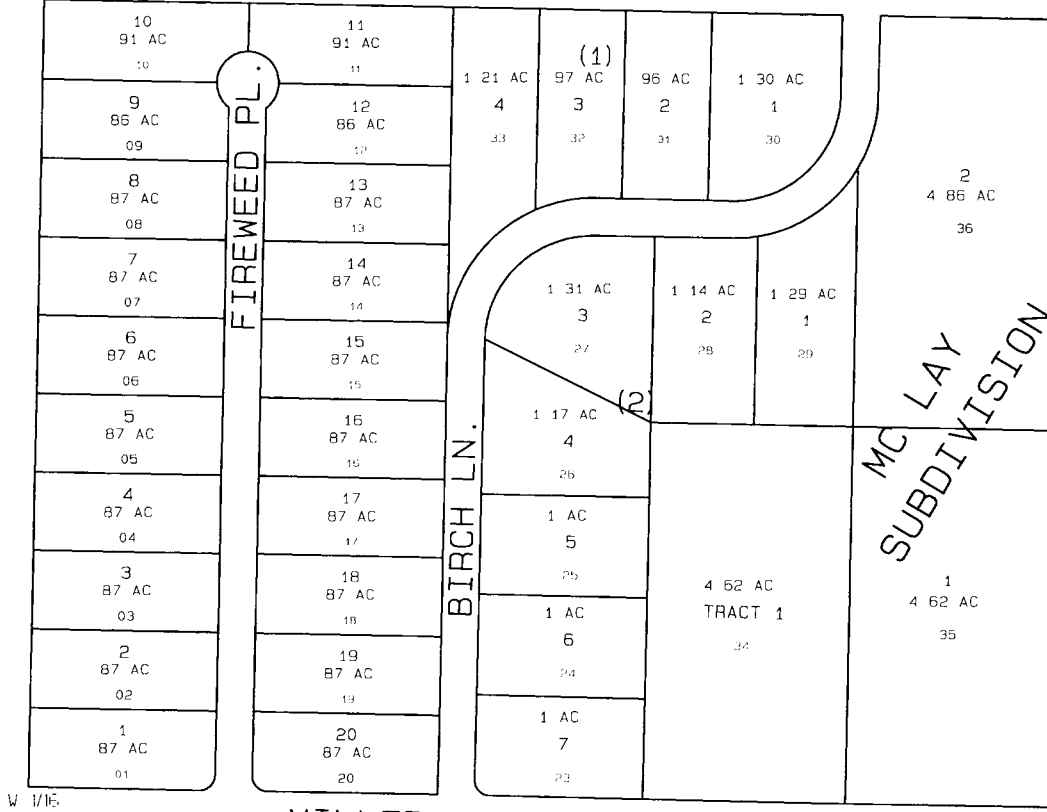 10
91 AC
10
11
91 AC
11
9
86 AC
09
12
86 AC
12
8
87 AC
08
13
87 AC
13
7
87 AC
07
14
87 AC
14
6
87 AC
06
15
87 AC
15
5
87 AC
05
16
87 AC
16
4
87 AC
04
17
87 AC
17
3
87 AC
03
18
87 AC
18
2
87 AC
02
19
87 AC
19
1
87 AC
01
20
87 AC
20
FIREWEED PL.
BIRCH LN.
(1)
1 21 AC
4
33
97 AC
3
32
96 AC
2
31
1 30 AC
1
30
2
4 86 AC
36
1 31 AC
3
27
1 14 AC
2
28
1 29 AC
1
29
(2)
1 17 AC
4
26
1 AC
5
25
1 AC
6
24
1 AC
7
23
4 62 AC
TRACT 1
34
MC LAY
SUBDIVISION
1
4 62 AC
35
W 1/16